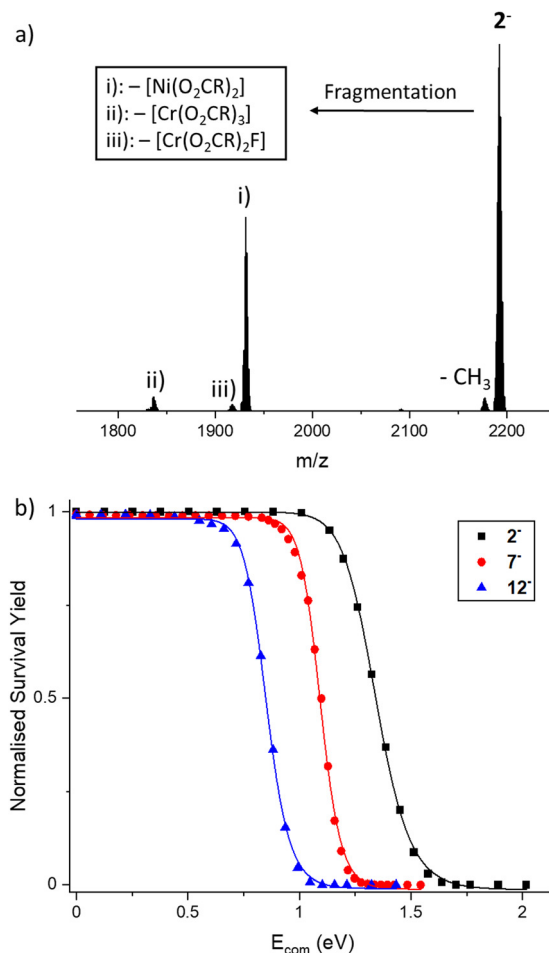 a)
2⁻
i): – [Ni(O₂CR)₂]
ii): – [Cr(O₂CR)₃]
iii): – [Cr(O₂CR)₂F]
Fragmentation
i)
ii)
iii)
- CH₃
1800 1900 2000 2100 2200
m/z
b)
1
0.5
0
Normalised Survival Yield
2⁻
7⁻
12⁻
0 0.5 1 1.5 2
E_com (eV)